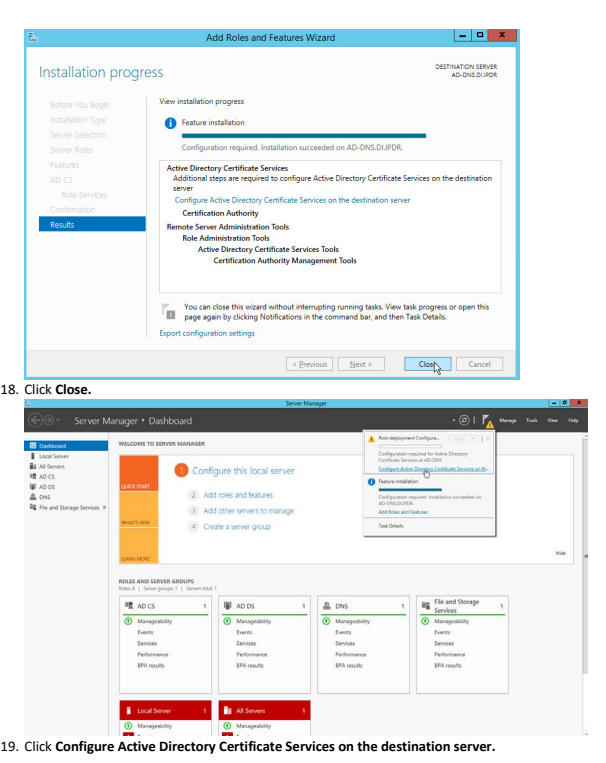 Add Roles and Features Wizard
Installation progress
DESTINATION SERVER
AD-DNS.DI.IPDR
Before You Begin
Installation Type
Server Selection
Server Roles
Features
AD CS
Role Services
Confirmation
Results
View installation progress
Feature installation
Configuration required. Installation succeeded on AD-DNS.DI.IPDR.
Active Directory Certificate Services
Additional steps are required to configure Active Directory Certificate Services on the destination
server
Configure Active Directory Certificate Services on the destination server
Certification Authority
Remote Server Administration Tools
Role Administration Tools
Active Directory Certificate Services Tools
Certification Authority Management Tools
You can close this wizard without interrupting running tasks. View task progress or open this
page again by clicking Notifications in the command bar, and then Task Details.
Export configuration settings
< Previous
Next >
Close
Cancel
18. Click Close.
Server Manager
Server Manager • Dashboard
Manage Tools View Help
Dashboard
Local Server
All Servers
AD CS
AD DS
DNS
File and Storage Services
WELCOME TO SERVER MANAGER
QUICK START
WHAT'S NEW
LEARN MORE
1 Configure this local server
2 Add roles and features
3 Add other servers to manage
4 Create a server group
Post-deployment Configura...
Configuration required for Active Directory
Certificate Services at AD-DNS
Configure Active Directory Certificate Services on th...
Feature installation
Configuration required. Installation succeeded on
AD-DNS.DI.IPDR.
Add Roles and Features
Task Details
Hide
ROLES AND SERVER GROUPS
Roles: 4 | Server groups: 1 | Servers total: 1
AD CS 1
Manageability
Events
Services
Performance
BPA results
AD DS 1
Manageability
Events
Services
Performance
BPA results
DNS 1
Manageability
Events
Services
Performance
BPA results
File and Storage
Services 1
Manageability
Events
Services
Performance
BPA results
Local Server 1
Manageability
All Servers 1
Manageability
19. Click Configure Active Directory Certificate Services on the destination server.